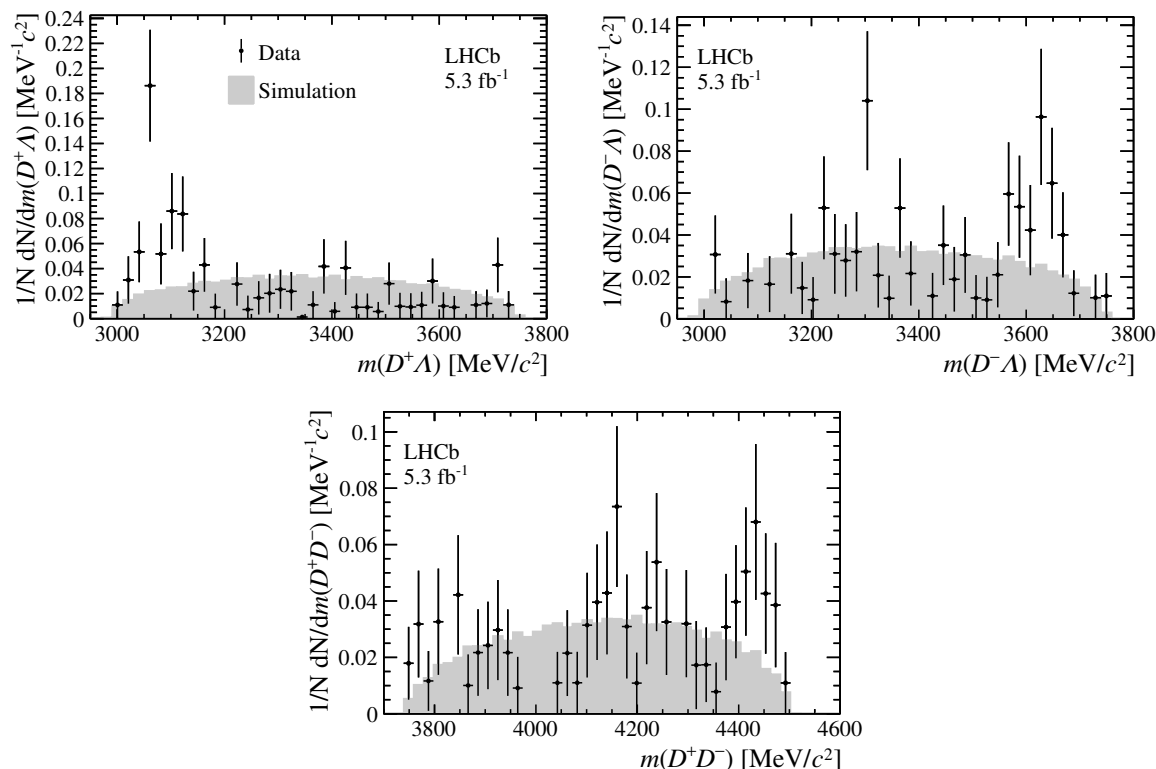 1/N dN/dm(D⁺Λ) [MeV⁻¹c²]
0.24
0.22
0.2
0.18
0.16
0.14
0.12
0.1
0.08
0.06
0.04
0.02
0
Data
Simulation
LHCb
5.3 fb⁻¹
3000 3200 3400 3600 3800
m(D⁺Λ) [MeV/c²]
1/N dN/dm(D⁻Λ) [MeV⁻¹c²]
0.14
0.12
0.1
0.08
0.06
0.04
0.02
0
LHCb
5.3 fb⁻¹
3000 3200 3400 3600 3800
m(D⁻Λ) [MeV/c²]
1/N dN/dm(D⁺D⁻) [MeV⁻¹c²]
0.1
0.08
0.06
0.04
0.02
0
LHCb
5.3 fb⁻¹
3800 4000 4200 4400 4600
m(D⁺D⁻) [MeV/c²]